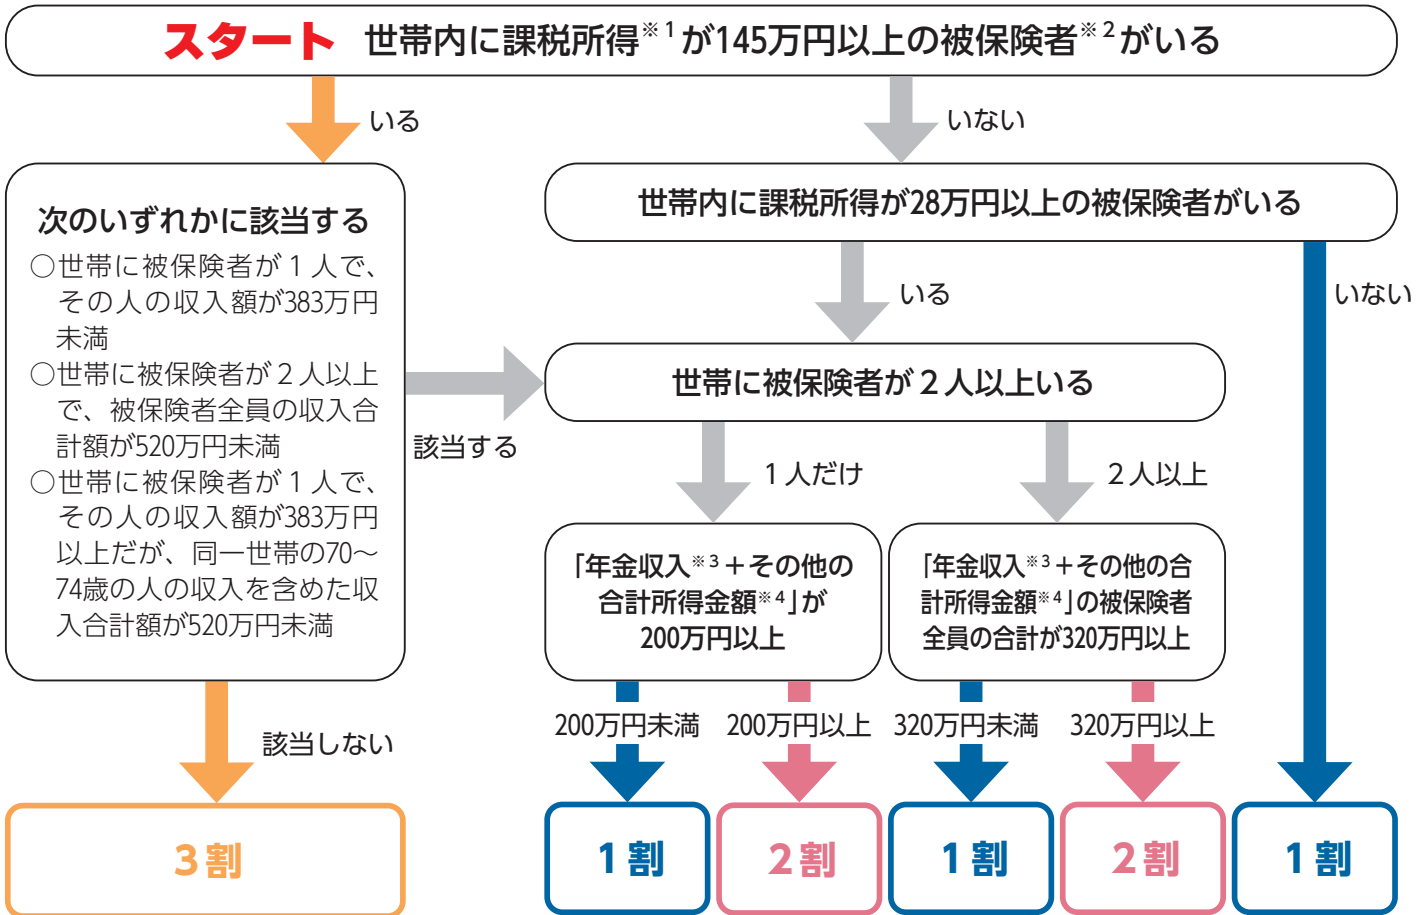 スタート 世帯内に課税所得※1が145万円以上の被保険者※2がいる
いる
いない
次のいずれかに該当する
○世帯に被保険者が1人で、
その人の収入額が383万円
未満
○世帯に被保険者が2人以上
で、被保険者全員の収入合
計額が520万円未満
○世帯に被保険者が1人で、
その人の収入額が383万円
以上だが、同一世帯の70～
74歳の人の収入を含めた収
入合計額が520万円未満
該当する
該当しない
世帯内に課税所得が28万円以上の被保険者がいる
いる
いない
世帯に被保険者が2人以上いる
1人だけ
2人以上
「年金収入※3＋その他の
合計所得金額※4」が
200万円以上
「年金収入※3＋その他の合
計所得金額※4」の被保険者
全員の合計が320万円以上
200万円未満
200万円以上
320万円未満
320万円以上
3割
1割
2割
1割
2割
1割